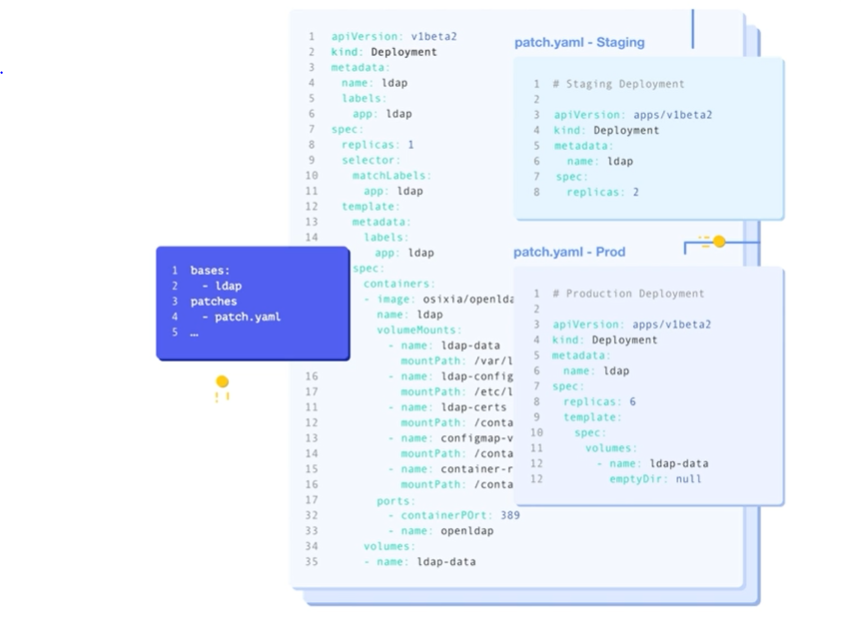 1 apiVersion: v1beta2
2 kind: Deployment
3 metadata:
4 name: ldap
5 labels:
6 app: ldap
7 spec:
8 replicas: 1
9 selector:
10 matchLabels:
11 app: ldap
12 template:
13 metadata:
14 labels:
app: ldap
spec:
containers:
- image: osixia/openlda
name: ldap
volumeMounts:
- name: ldap-data
mountPath: /var/l
16 - name: ldap-config
17 mountPath: /etc/l
11 - name: ldap-certs
12 mountPath: /conta
13 - name: configmap-v
14 mountPath: /conta
15 - name: container-r
16 mountPath: /conta
17 ports:
32 - containerPOrt: 389
33 - name: openldap
34 volumes:
35 - name: ldap-data
1 bases:
2 - ldap
3 patches
4 - patch.yaml
5 …
patch.yaml - Staging
1 # Staging Deployment
2
3 apiVersion: apps/v1beta2
4 kind: Deployment
5 metadata:
6 name: ldap
7 spec:
8 replicas: 2
patch.yaml - Prod
1 # Production Deployment
2
3 apiVersion: apps/v1beta2
4 kind: Deployment
5 metadata:
6 name: ldap
7 spec:
8 replicas: 6
9 template:
10 spec:
11 volumes:
12 - name: ldap-data
12 emptyDir: null